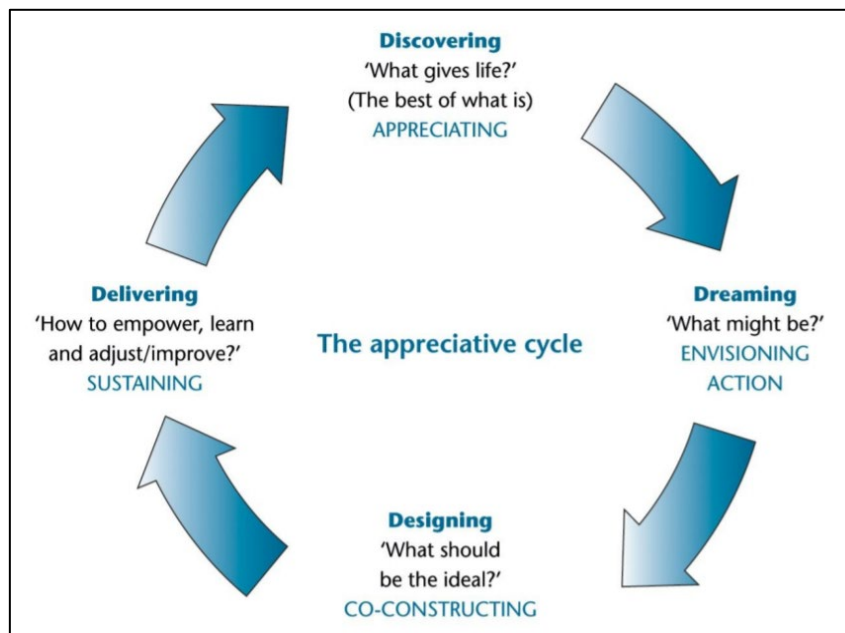 Discovering
‘What gives life?’
(The best of what is)
APPRECIATING
Dreaming
‘What might be?’
ENVISIONING
ACTION
Designing
‘What should
be the ideal?’
CO-CONSTRUCTING
Delivering
‘How to empower, learn
and adjust/improve?’
SUSTAINING
The appreciative cycle